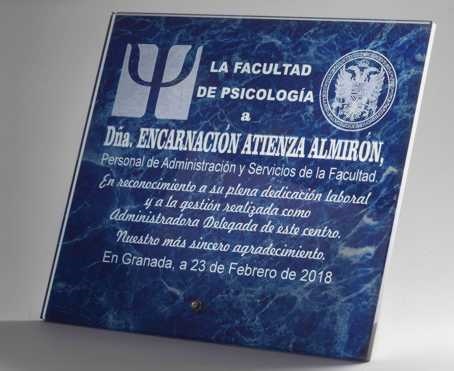 LA FACULTAD
DE PSICOLOGÍA
a
Dña. ENCARNACIÓN ATIENZA ALMIRÓN,
Personal de Administración y Servicios de la Facultad.
En reconocimiento a su plena dedicación laboral
y a la gestión realizada como
Administradora Delegada de este centro.
Nuestro más sincero agradecimiento.
En Granada, a 23 de Febrero de 2018